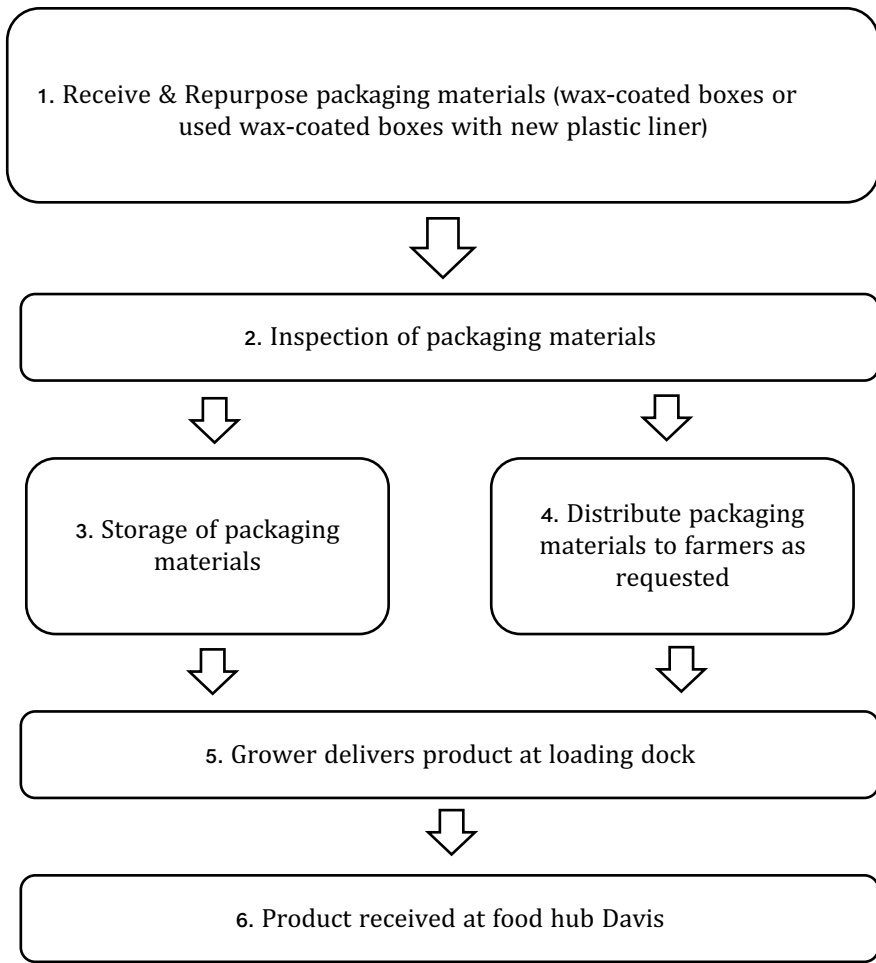 1. Receive & Repurpose packaging materials (wax-coated boxes or
used wax-coated boxes with new plastic liner)
2. Inspection of packaging materials
3. Storage of packaging
materials
4. Distribute packaging
materials to farmers as
requested
5. Grower delivers product at loading dock
6. Product received at food hub Davis